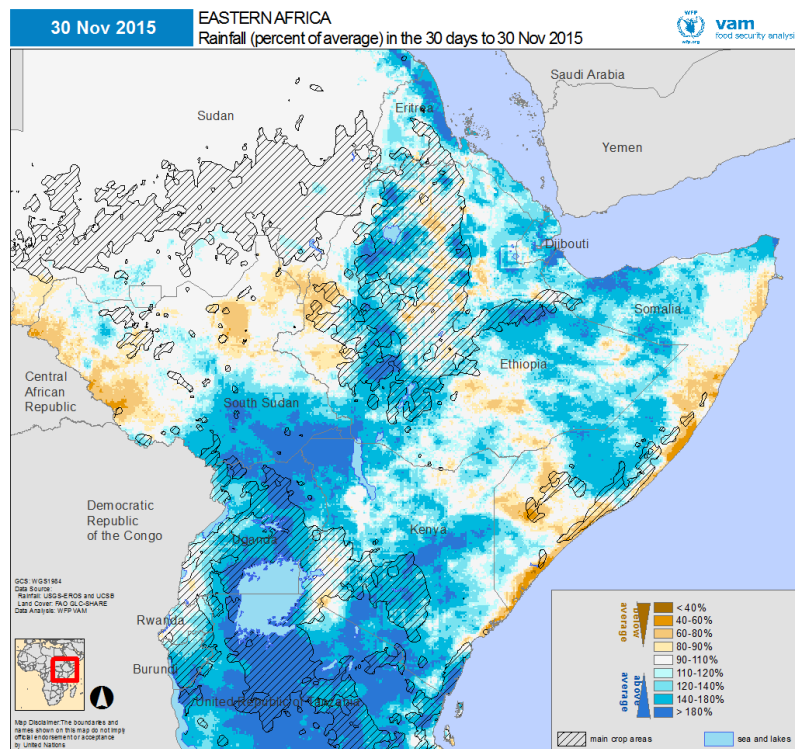 30 Nov 2015
EASTERN AFRICA
Rainfall (percent of average) in the 30 days to 30 Nov 2015
WFP
wfp.org
vam
food security analysis
Saudi Arabia
Sudan
Eritrea
Yemen
Djibouti
Somalia
Ethiopia
Central
African
Republic
South Sudan
Democratic
Republic
of the Congo
Kenya
Uganda
Rwanda
Burundi
United Republic of Tanzania
GCS: WGS1984
Data Source:
Rainfall: USGS-EROS and UCSB
Land Cover: FAO GLC-SHARE
Data Analysis: WFP VAM
Map Disclaimer:The boundaries and
names shown on this map do not imply
official endorsement or acceptance
by United Nations
below
average
above
average
< 40%
40-60%
60-80%
80-90%
90-110%
110-120%
120-140%
140-180%
> 180%
main crop areas
sea and lakes